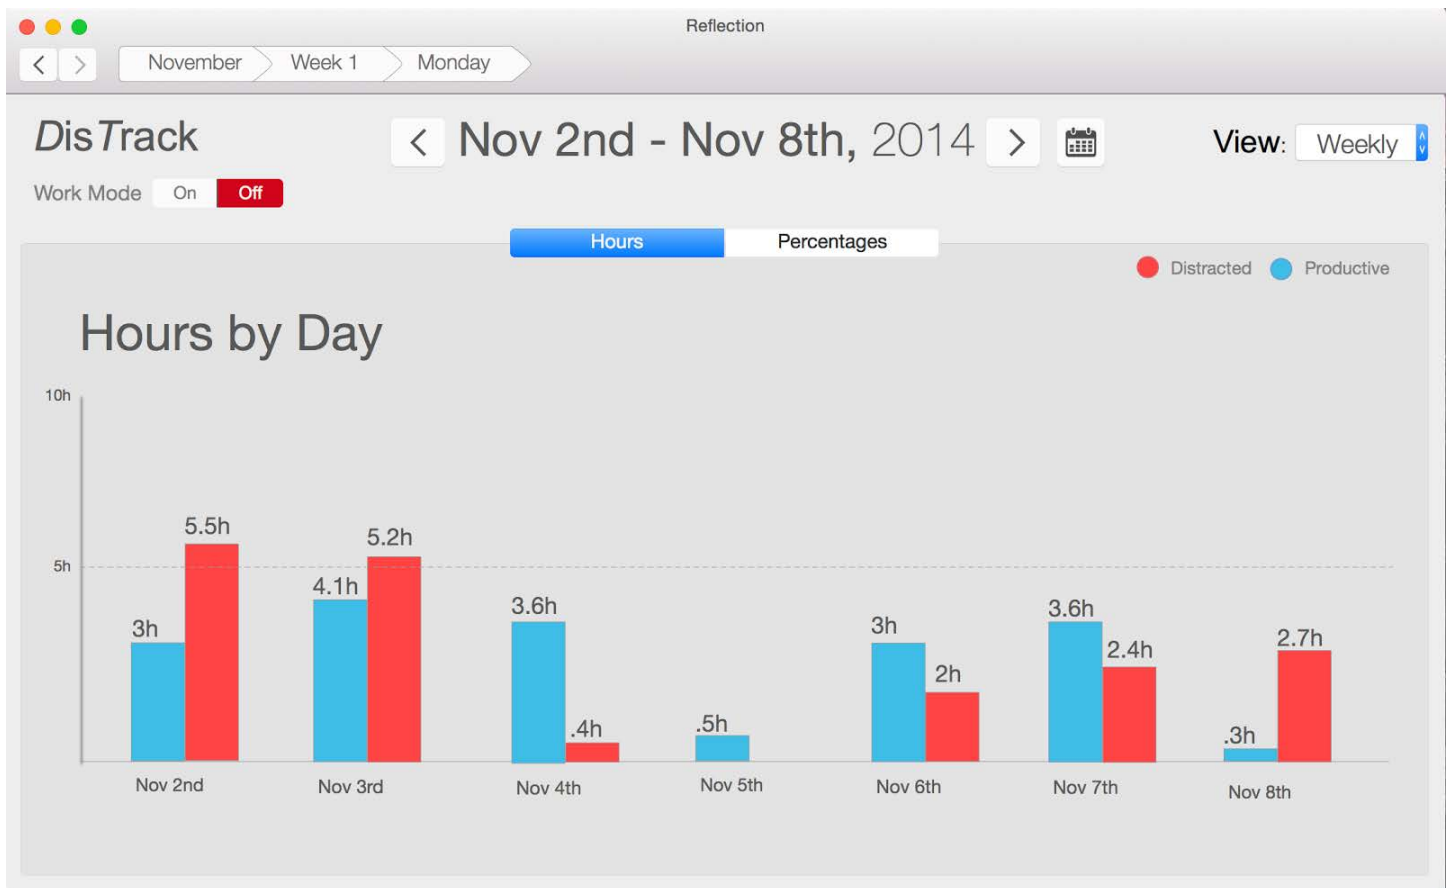 Reflection
November Week 1 Monday
DisTrack
Nov 2nd - Nov 8th, 2014
View: Weekly
Work Mode On Off
Hours Percentages
Distracted Productive
Hours by Day
10h
5h
3h 5.5h
4.1h 5.2h
3.6h .4h
.5h
3h 2h
3.6h 2.4h
.3h 2.7h
Nov 2nd Nov 3rd Nov 4th Nov 5th Nov 6th Nov 7th Nov 8th